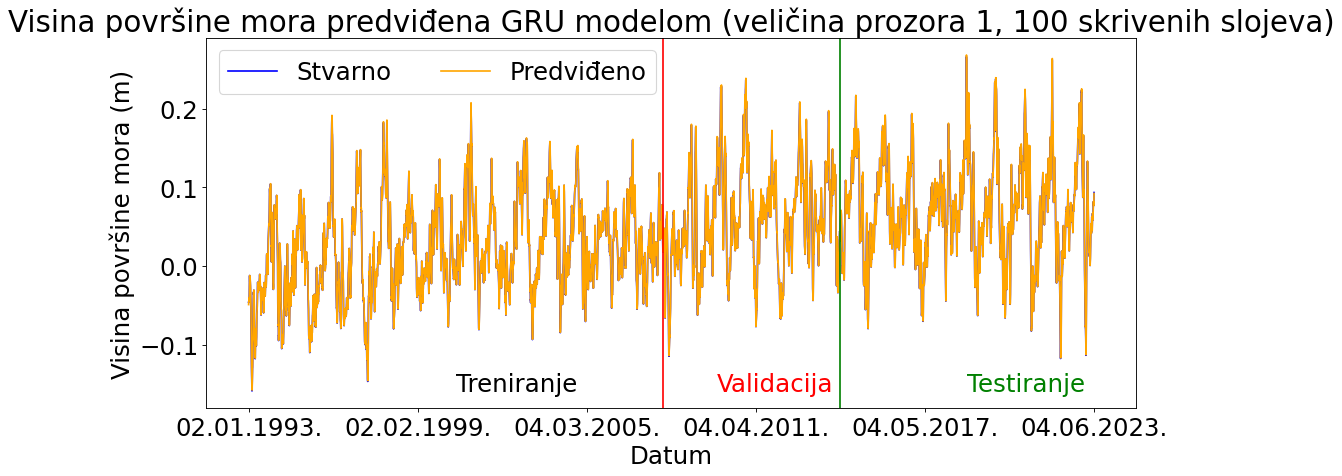 Visina površine mora predviđena GRU modelom (veličina prozora 1, 100 skrivenih slojeva)
Stvarno Predviđeno
Visina površine mora (m)
0.2
0.1
0.0
−0.1
Treniranje Validacija Testiranje
02.01.1993. 02.02.1999. 04.03.2005. 04.04.2011. 04.05.2017. 04.06.2023.
Datum